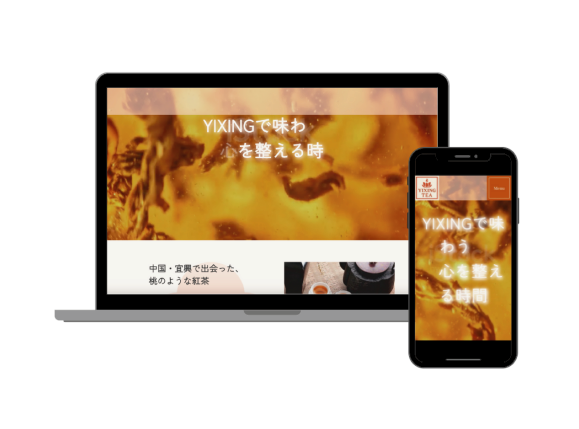 YIXINGで味わ
心を整える時
中国・宜興で出会った、
桃のような紅茶
YIXING
TEA
Menu
YIXINGで味
わう
心を整え
る時間